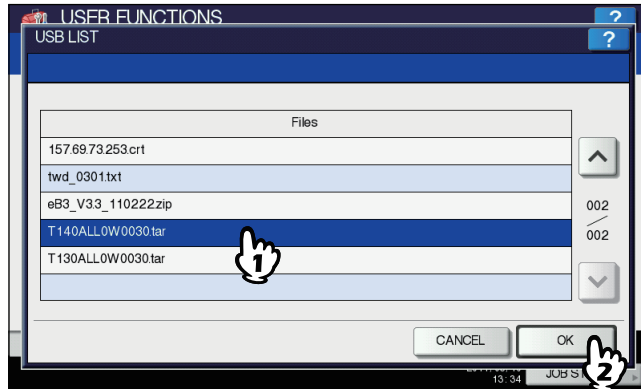 USER FUNCTIONS
?
USB LIST
?
Files
157.69.73.253.crt
twd_0301.txt
eB3_V3.3_110222.zip
T140ALL0W0030.tar
T130ALL0W0030.tar
002
002
1
CANCEL
OK
2
13:34
JOB